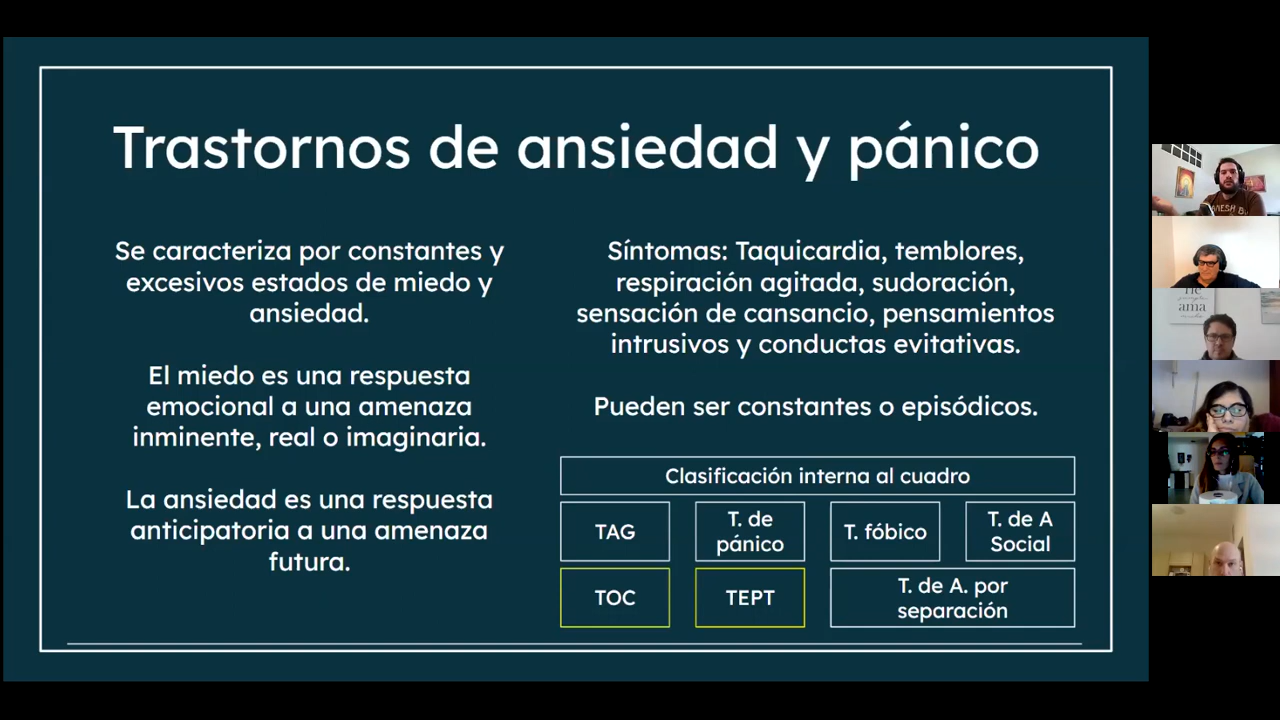 Trastornos de ansiedad y pánico
Se caracteriza por constantes y
excesivos estados de miedo y
ansiedad.
El miedo es una respuesta
emocional a una amenaza
inminente, real o imaginaria.
La ansiedad es una respuesta
anticipatoria a una amenaza
futura.
Síntomas: Taquicardia, temblores,
respiración agitada, sudoración,
sensación de cansancio, pensamientos
intrusivos y conductas evitativas.
Pueden ser constantes o episódicos.
Clasificación interna al cuadro
TAG
T. de
pánico
T. fóbico
T. de A
Social
TOC
TEPT
T. de A. por
separación
ama